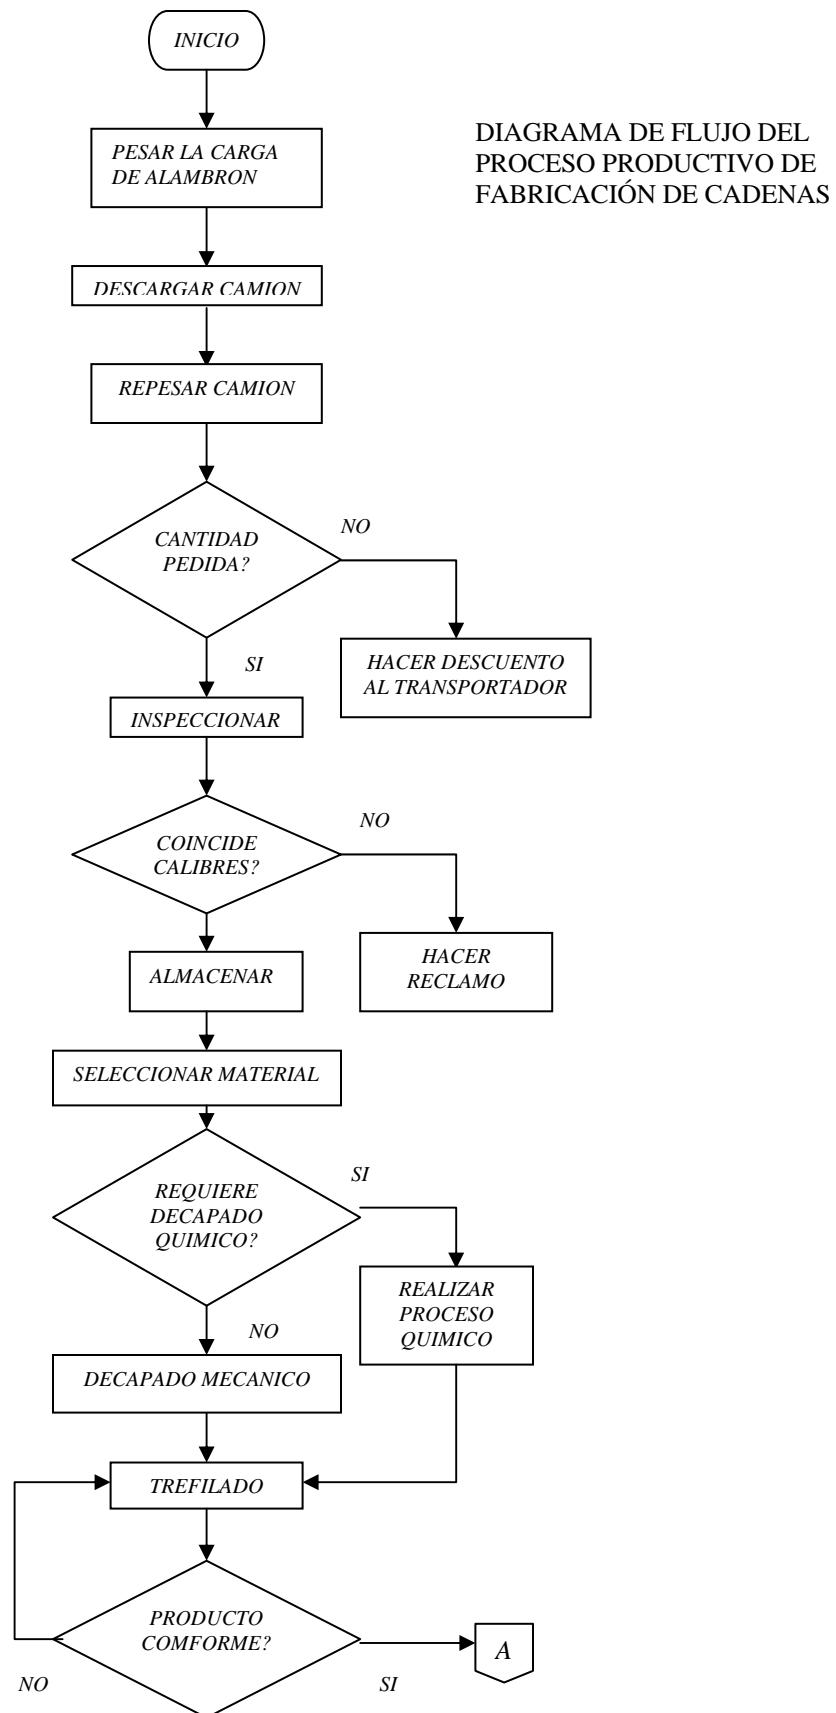 INICIO
DIAGRAMA DE FLUJO DEL
PROCESO PRODUCTIVO DE
FABRICACIÓN DE CADENAS
PESAR LA CARGA
DE ALAMBRON
DESCARGAR CAMION
REPESAR CAMION
CANTIDAD
PEDIDA?
NO
HACER DESCUENTO
AL TRANSPORTADOR
SI
INSPECCIONAR
COINCIDE
CALIBRES?
NO
HACER
RECLAMO
ALMACENAR
SELECCIONAR MATERIAL
REQUIERE
DECAPADO
QUIMICO?
SI
REALIZAR
PROCESO
QUIMICO
NO
DECAPADO MECANICO
TREFILADO
PRODUCTO
COMFORME?
NO
SI
A